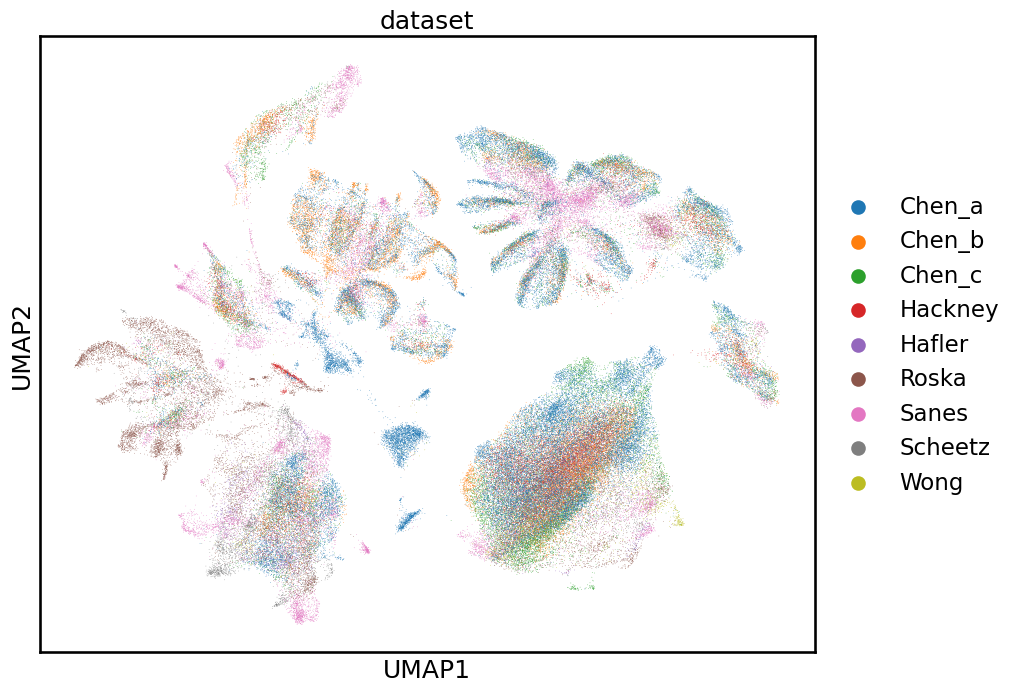 dataset
UMAP2
UMAP1
Chen_a
Chen_b
Chen_c
Hackney
Hafler
Roska
Sanes
Scheetz
Wong